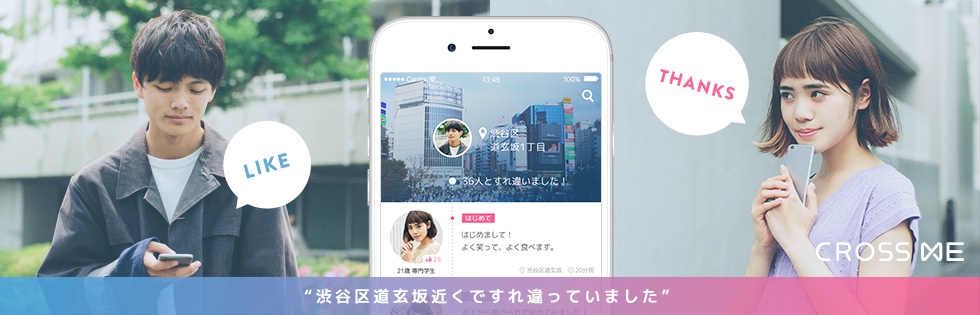 LIKE
THANKS
Carrier
13:45
100%
渋谷区
道玄坂1丁目
36人とすれ違いました！
はじめて
はじめまして！
よく笑って、よく食べます。
25
21歳 専門学生
渋谷区道玄坂
20分前
CROSS ME
“渋谷区道玄坂近くですれ違っていました”